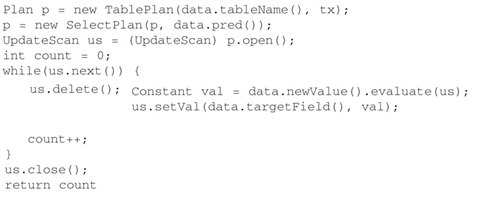 Plan p = new TablePlan(data.tableName(), tx);
p = new SelectPlan(p, data.pred());
UpdateScan us = (UpdateScan) p.open();
int count = 0;
while(us.next()) {
us.delete(); Constant val = data.newValue().evaluate(us);
us.setVal(data.targetField(), val);
count++;
}
us.close();
return count